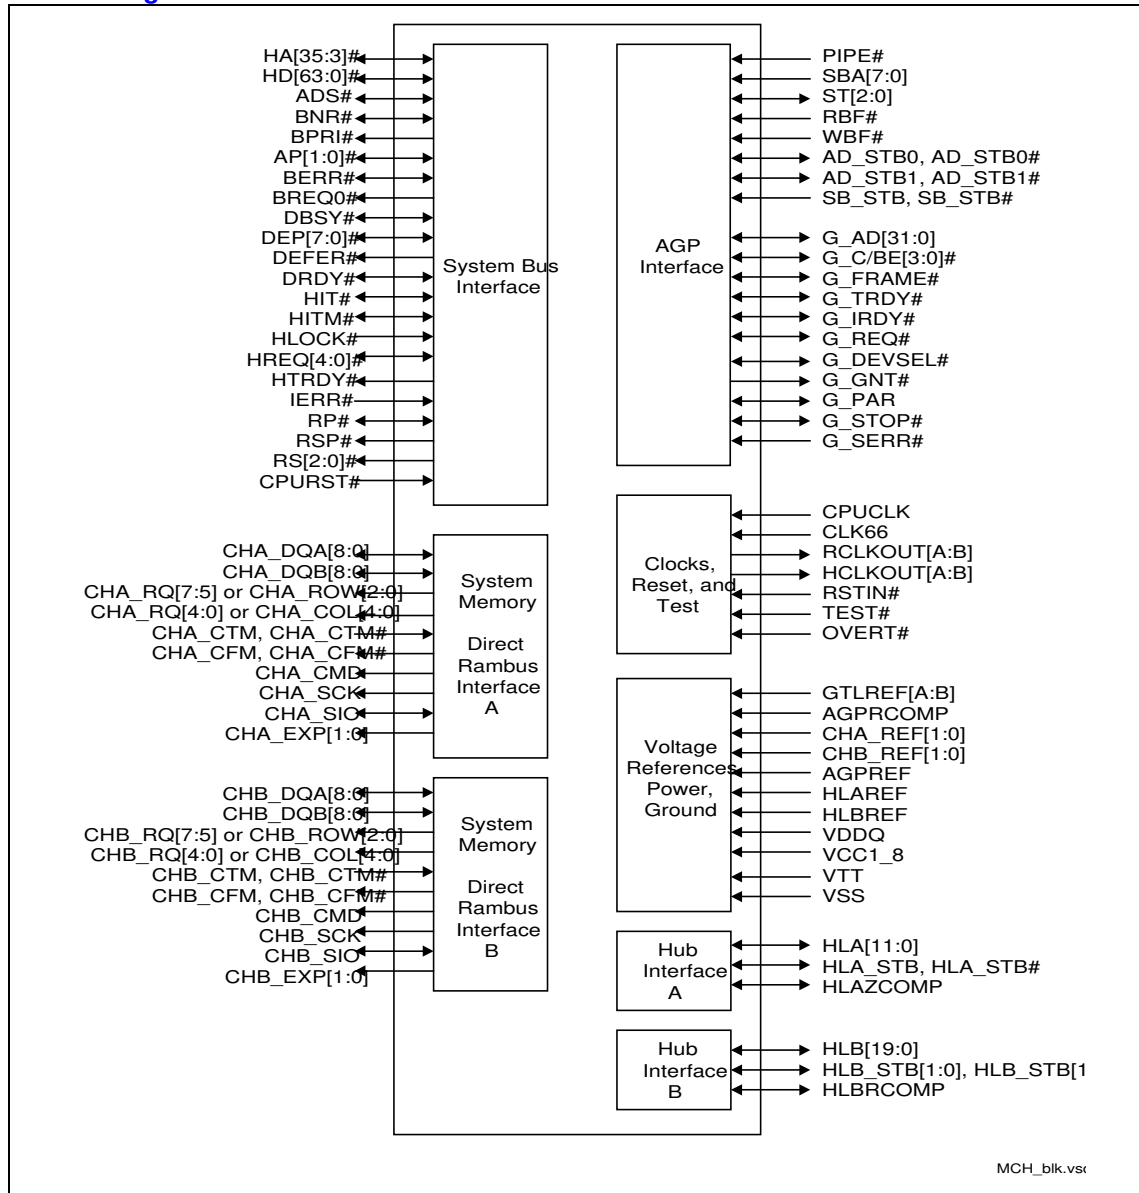 HA[35:3]#
HD[63:0]#
ADS#
BNR#
BPRI#
AP[1:0]#
BERR#
BREQ0#
DBSY#
DEP[7:0]#
DEFER#
DRDY#
HIT#
HITM#
HLOCK#
HREQ[4:0]#
HTRDY#
IERR#
RP#
RSP#
RS[2:0]#
CPURST#
System Bus
Interface
CHA_DQA[8:0]
CHA_DQB[8:0]
CHA_RQ[7:5] or CHA_ROW[2:0]
CHA_RQ[4:0] or CHA_COL[4:0]
CHA_CTM, CHA_CTM#
CHA_CFM, CHA_CFM#
CHA_CMD
CHA_SCK
CHA_SIO
CHA_EXP[1:0]
System
Memory
Direct
Rambus
Interface
A
CHB_DQA[8:0]
CHB_DQB[8:0]
CHB_RQ[7:5] or CHB_ROW[2:0]
CHB_RQ[4:0] or CHB_COL[4:0]
CHB_CTM, CHB_CTM#
CHB_CFM, CHB_CFM#
CHB_CMD
CHB_SCK
CHB_SIO
CHB_EXP[1:0]
System
Memory
Direct
Rambus
Interface
B
AGP
Interface
PIPE#
SBA[7:0]
ST[2:0]
RBF#
WBF#
AD_STB0, AD_STB0#
AD_STB1, AD_STB1#
SB_STB, SB_STB#
G_AD[31:0]
G_C/BE[3:0]#
G_FRAME#
G_TRDY#
G_IRDY#
G_REQ#
G_DEVSEL#
G_GNT#
G_PAR
G_STOP#
G_SERR#
Clocks,
Reset, and
Test
CPUCLK
CLK66
RCLKOUT[A:B]
HCLKOUT[A:B]
RSTIN#
TEST#
OVERT#
Voltage
References
Power,
Ground
GTLREF[A:B]
AGPRCOMP
CHA_REF[1:0]
CHB_REF[1:0]
AGPREF
HLAREF
HLBREF
VDDQ
VCC1_8
VTT
VSS
Hub
Interface
A
HLA[11:0]
HLA_STB, HLA_STB#
HLAZCOMP
Hub
Interface
B
HLB[19:0]
HLB_STB[1:0], HLB_STB[1
HLBRCOMP
MCH_blk.vs